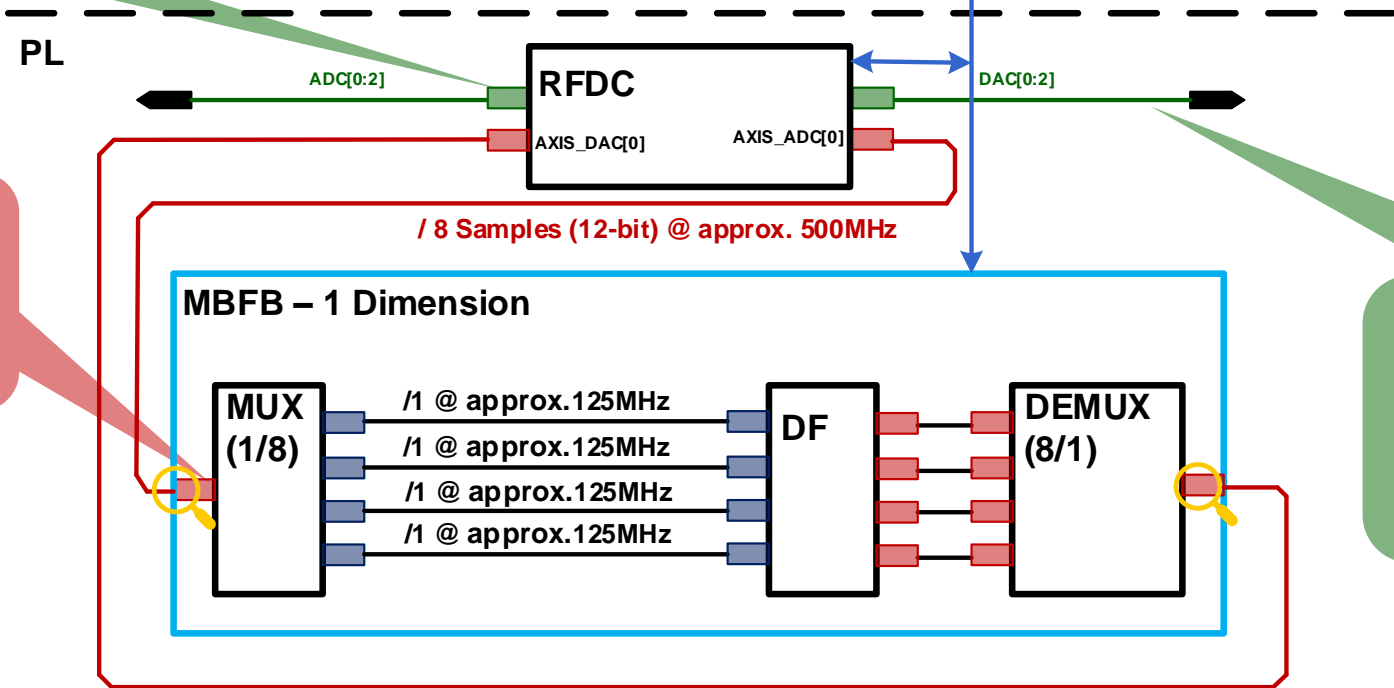 PL
ADC[0:2]
RFDC
DAC[0:2]
AXIS_DAC[0]
AXIS_ADC[0]
/ 8 Samples (12-bit) @ approx. 500MHz
MBFB – 1 Dimension
MUX
(1/8)
/1 @ approx.125MHz
/1 @ approx.125MHz
/1 @ approx.125MHz
/1 @ approx.125MHz
DF
DEMUX
(8/1)